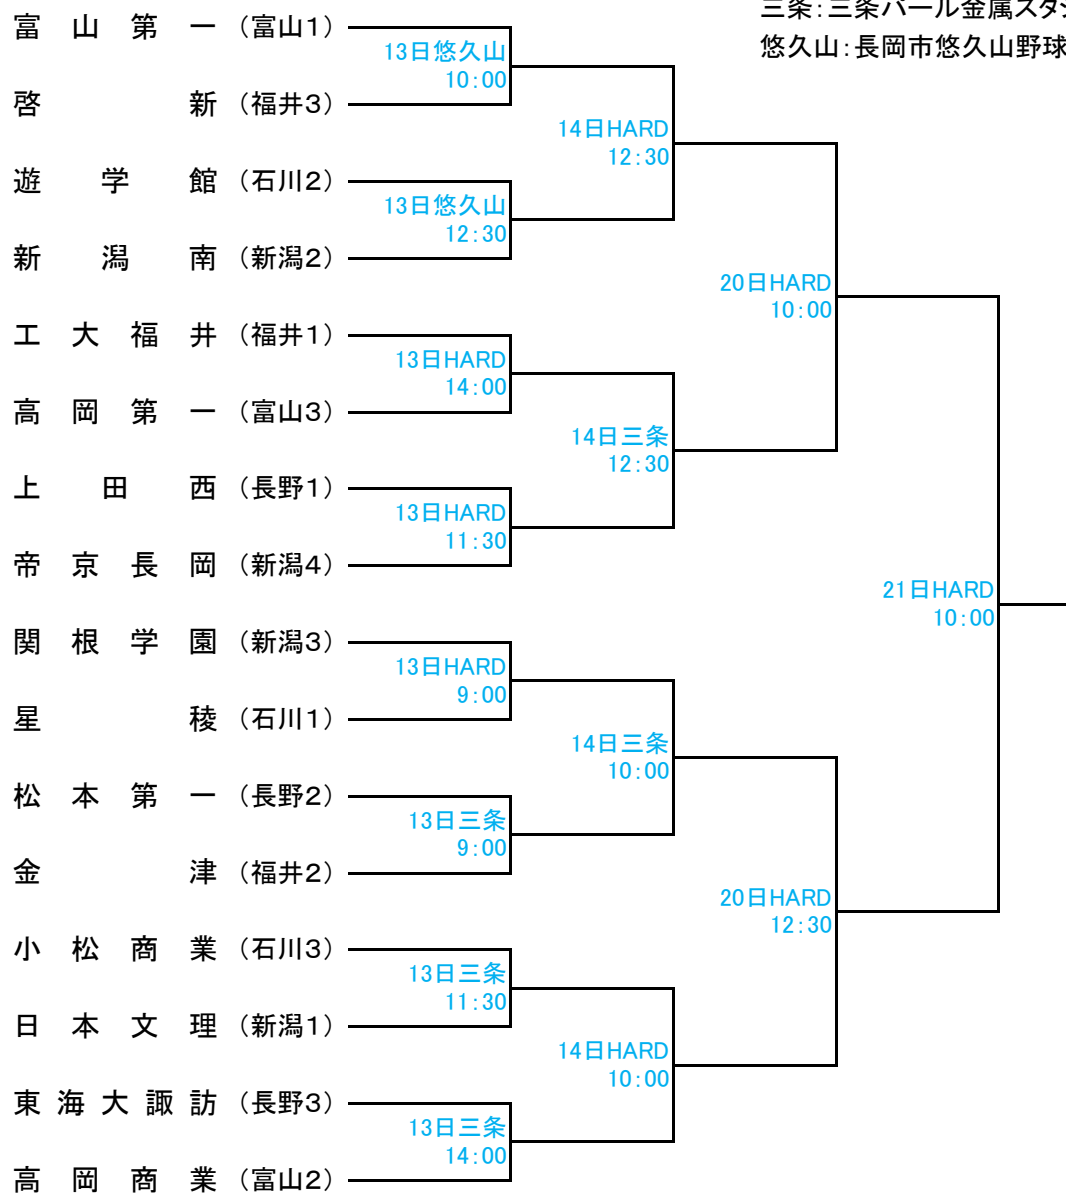 三条：三条パール金属スタジ
悠久山：長岡市悠久山野球
富山第一（富山1）
13日悠久山
10:00
啓新（福井3）
14日HARD
12:30
遊学館（石川2）
13日悠久山
12:30
新潟南（新潟2）
20日HARD
10:00
工大福井（福井1）
13日HARD
14:00
高岡第一（富山3）
14日三条
12:30
上田西（長野1）
13日HARD
11:30
帝京長岡（新潟4）
21日HARD
10:00
関根学園（新潟3）
13日HARD
9:00
星稜（石川1）
14日三条
10:00
松本第一（長野2）
13日三条
9:00
金津（福井2）
20日HARD
12:30
小松商業（石川3）
13日三条
11:30
日本文理（新潟1）
14日HARD
10:00
東海大諏訪（長野3）
13日三条
14:00
高岡商業（富山2）